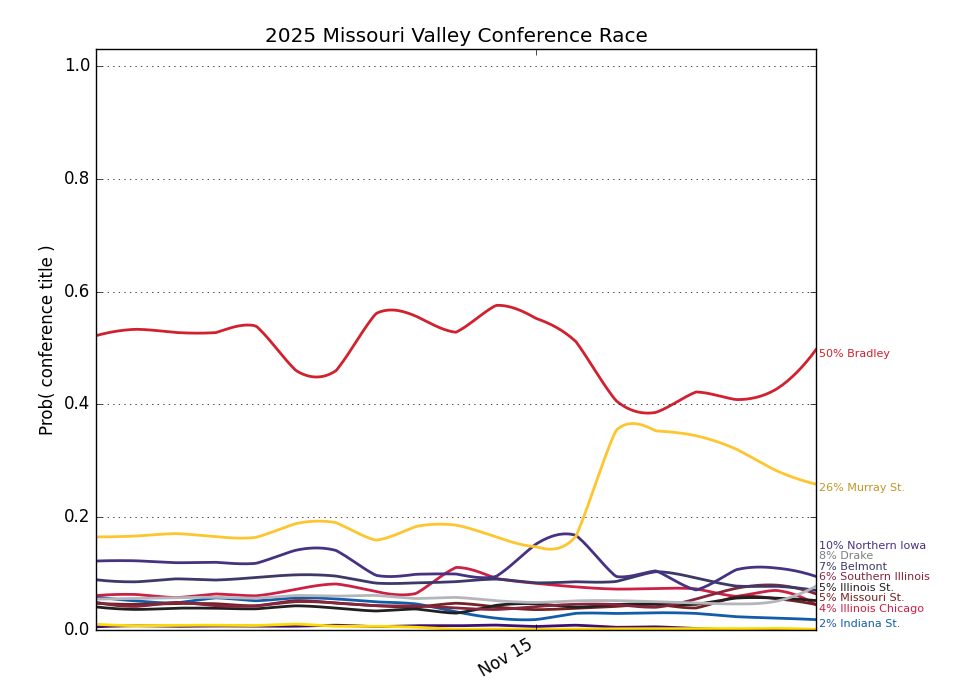 2025 Missouri Valley Conference Race
Prob( conference title )
1.0
0.8
0.6
0.4
0.2
0.0
Nov 15
50% Bradley
26% Murray St.
10% Northern Iowa
8% Drake
7% Belmont
6% Southern Illinois
5% Illinois St.
5% Missouri St.
4% Illinois Chicago
2% Indiana St.